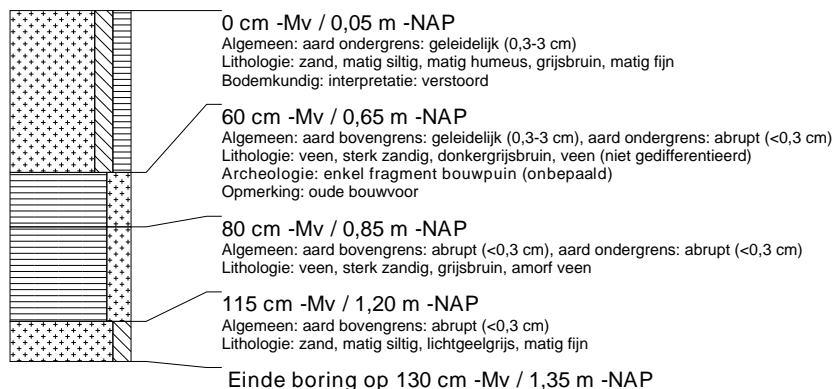 0 cm -Mv / 0,05 m -NAP
Algemeen: aard ondergrens: geleidelijk (0,3-3 cm)
Lithologie: zand, matig siltig, matig humeus, grijsbruin, matig fijn
Bodemkundig: interpretatie: verstoord
60 cm -Mv / 0,65 m -NAP
Algemeen: aard bovengrens: geleidelijk (0,3-3 cm), aard ondergrens: abrupt (<0,3 cm)
Lithologie: veen, sterk zandig, donkergrijsbruin, veen (niet gedifferentieerd)
Archeologie: enkel fragment bouwpuin (onbepaald)
Opmerking: oude bouwvoor
80 cm -Mv / 0,85 m -NAP
Algemeen: aard bovengrens: abrupt (<0,3 cm), aard ondergrens: abrupt (<0,3 cm)
Lithologie: veen, sterk zandig, grijsbruin, amorf veen
115 cm -Mv / 1,20 m -NAP
Algemeen: aard bovengrens: abrupt (<0,3 cm)
Lithologie: zand, matig siltig, lichtgeelgrijs, matig fijn
Einde boring op 130 cm -Mv / 1,35 m -NAP